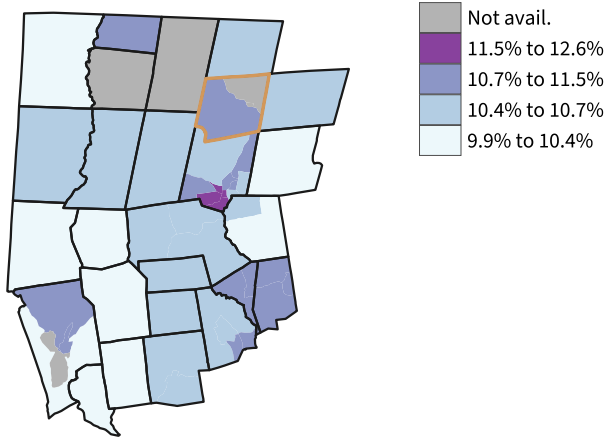 Not avail.
11.5% to 12.6%
10.7% to 11.5%
10.4% to 10.7%
9.9% to 10.4%